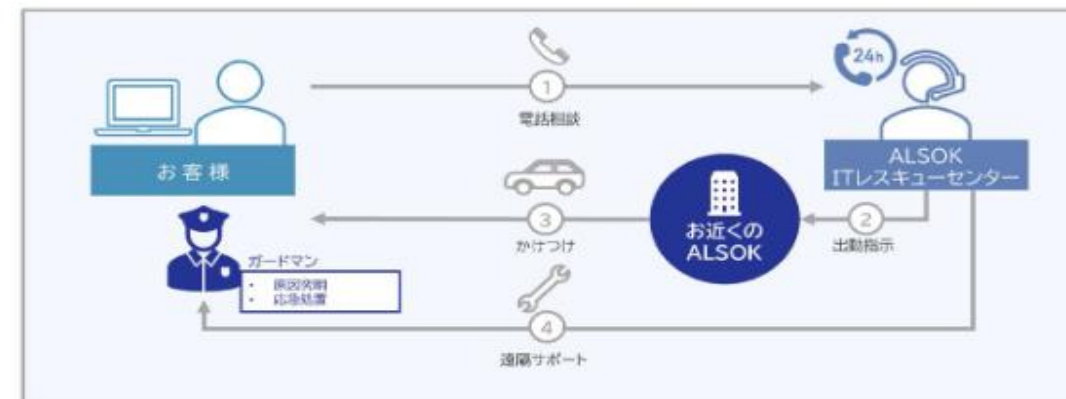 24h
1
電話相談
お客様
ALSOK
ITレスキューセンター
3
かけつけ
お近くの
ALSOK
2
出動指示
ガードマン
・ 原因究明
・ 応急処置
4
遠隔サポート